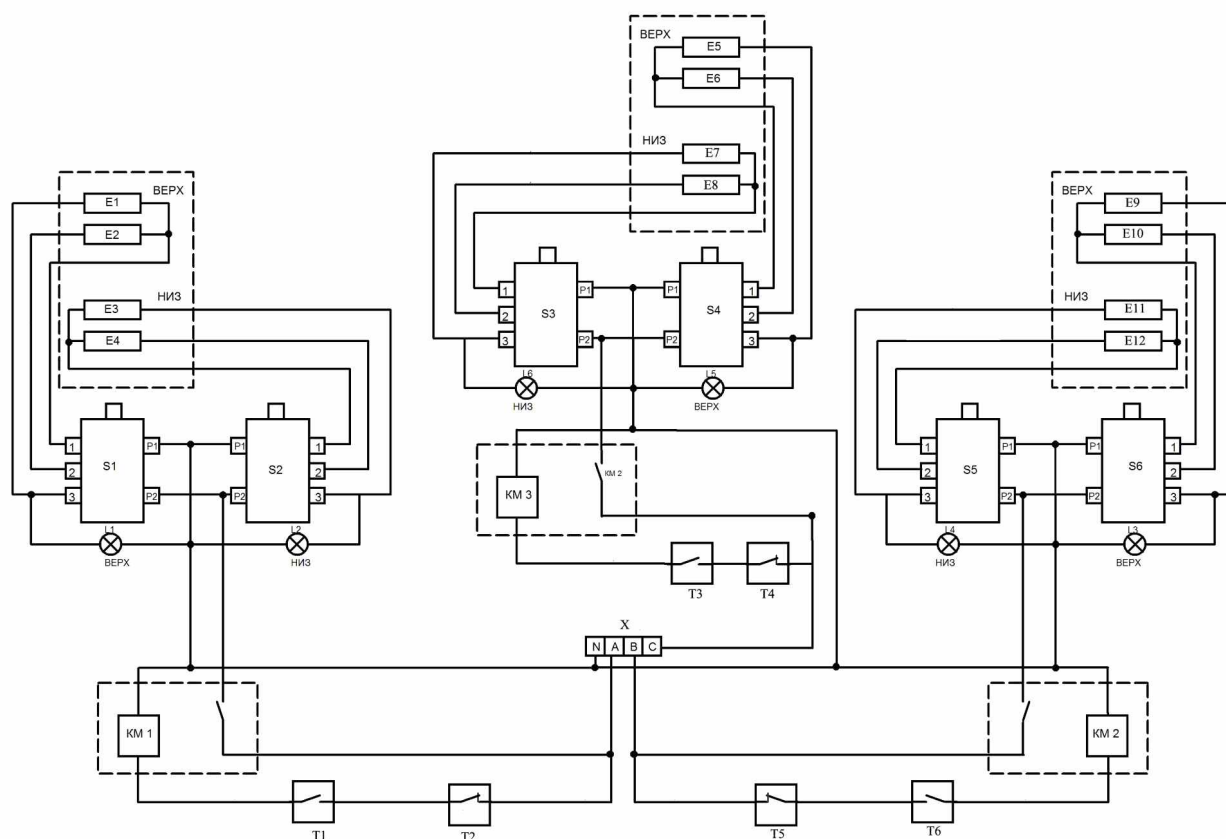 ВЕРХ
E5
E6
НИЗ
E7
E8
ВЕРХ
E1
E2
НИЗ
E3
E4
ВЕРХ
E9
E10
НИЗ
E11
E12
1 P1 P1 1
2 S3 S4 2
3 P2 P2 3
L6 L5
НИЗ ВЕРХ
1 P1 P1 1
2 S1 S2 2
3 P2 P2 3
L1 L2
ВЕРХ НИЗ
1 P1 P1 1
2 S5 S6 2
3 P2 P2 3
L4 L3
НИЗ ВЕРХ
КМ 3
КМ 2
T3 T4
X
N A B C
КМ 1
КМ 2
T1 T2 T5 T6